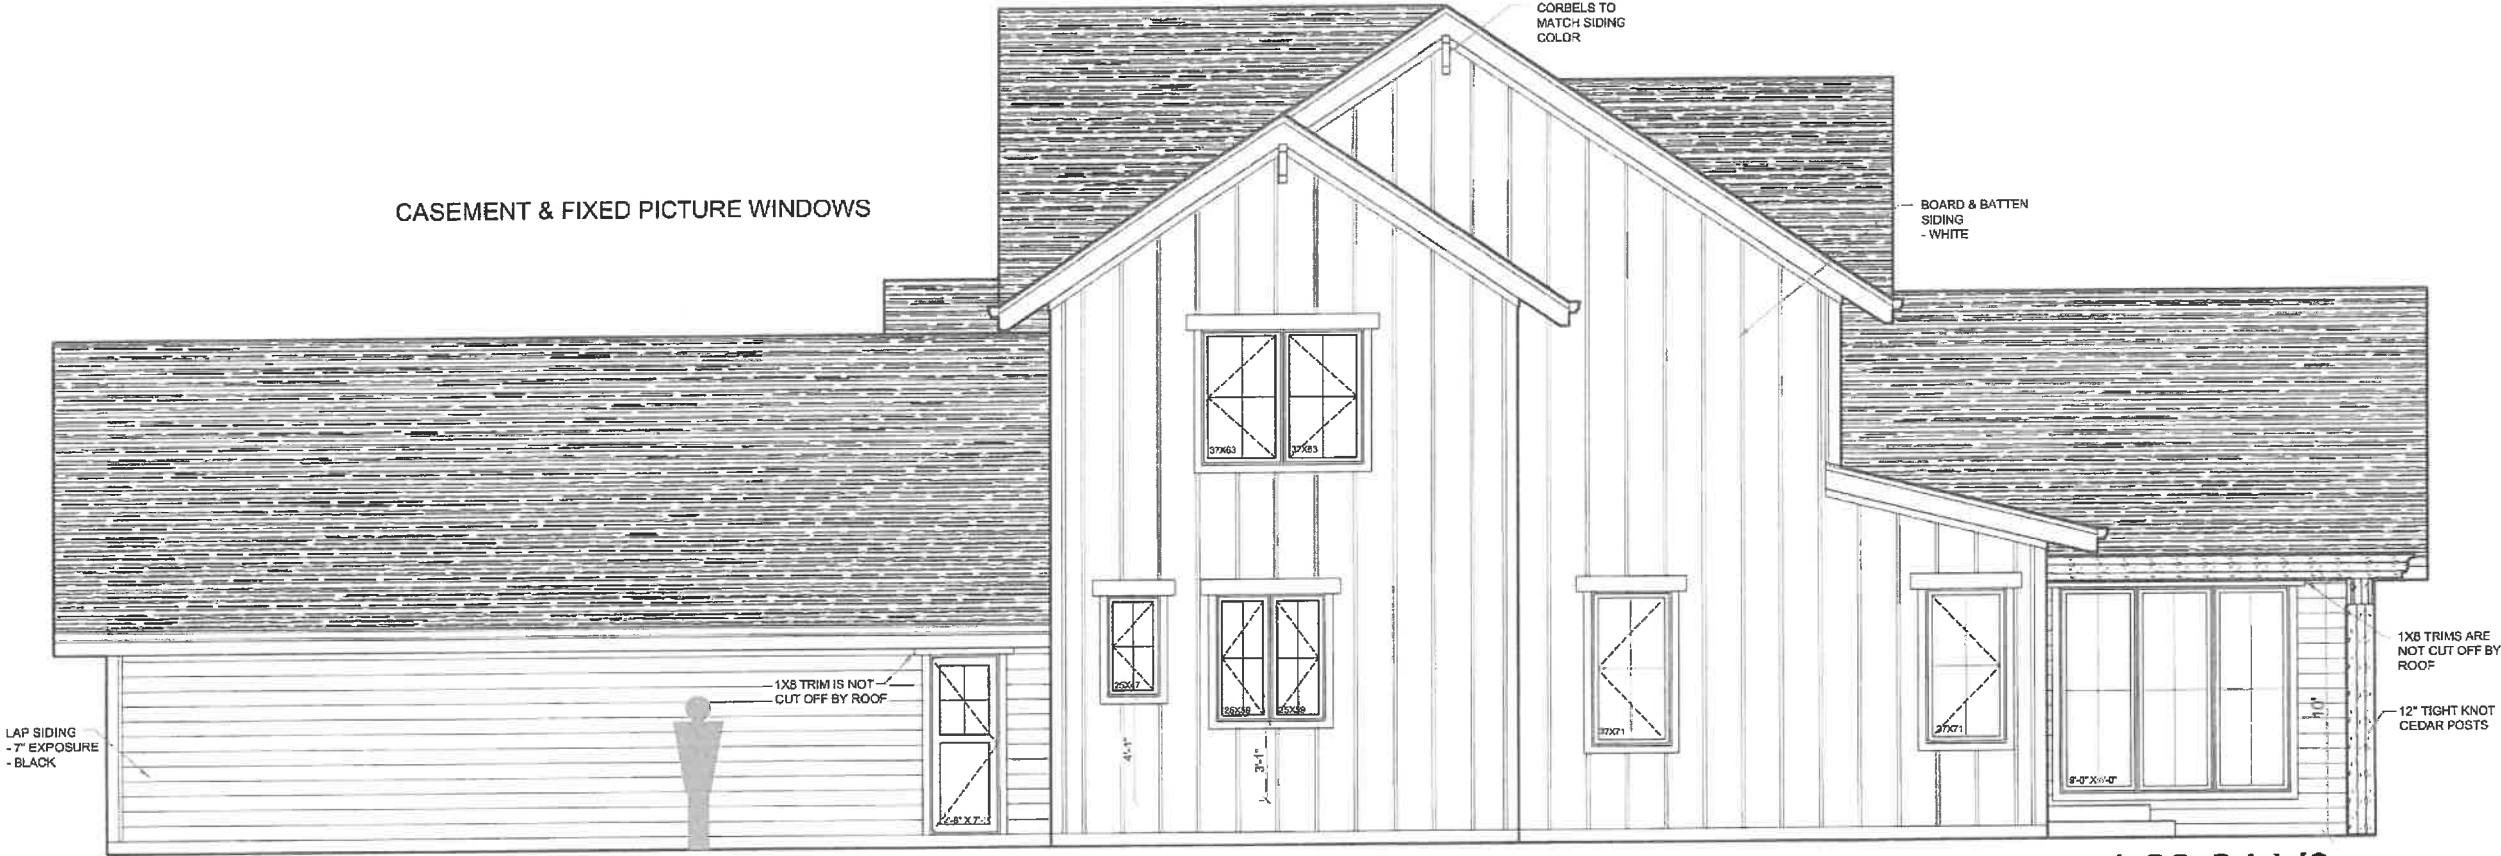 CORBELS TO
MATCH SIDING
COLOR
CASEMENT & FIXED PICTURE WINDOWS
BOARD & BATTEN
SIDING
- WHITE
37X63
37X63
1X8 TRIM IS NOT
CUT OFF BY ROOF
LAP SIDING
- 7" EXPOSURE
- BLACK
25X47
25X59
25X59
37X71
37X71
4'-1"
3'-1"
1X8 TRIMS ARE
NOT CUT OFF BY
ROOF
12" TIGHT KNOT
CEDAR POSTS
10"